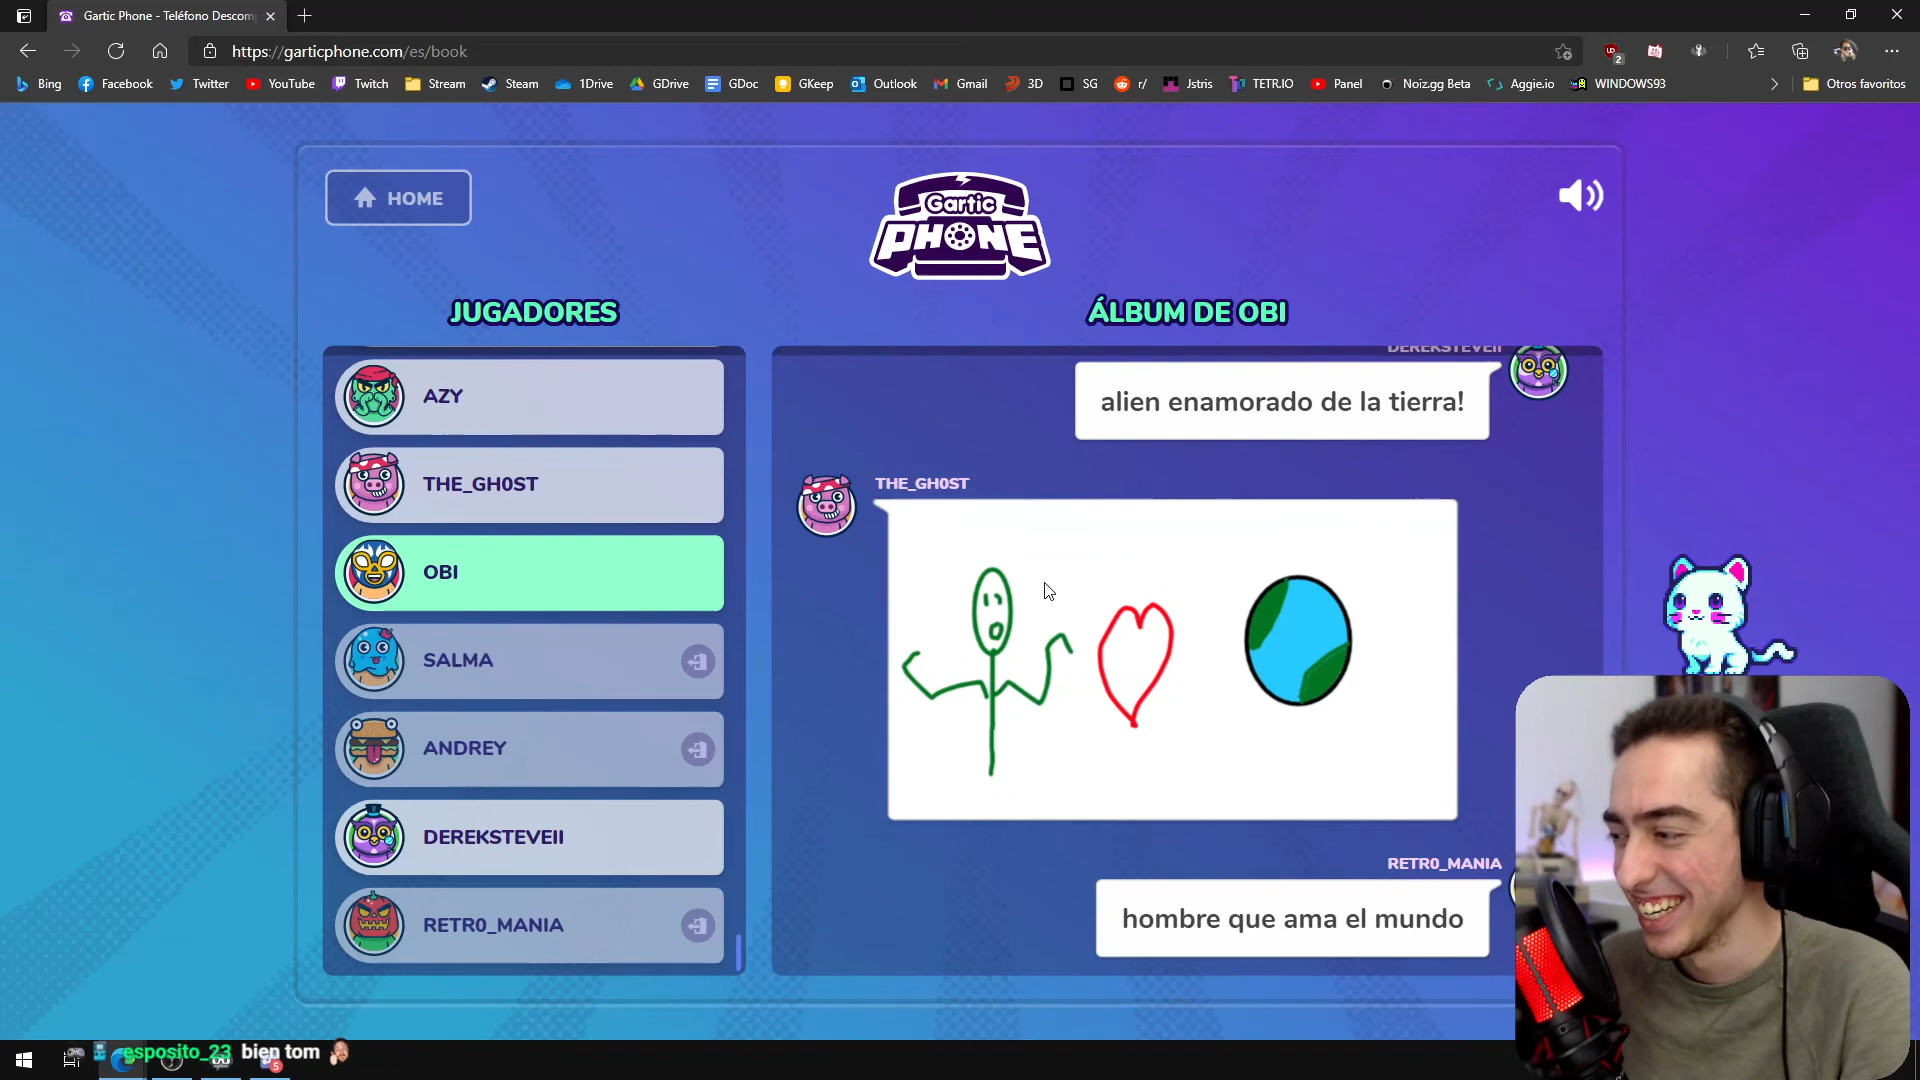 Gartic Phone - Teléfono Descom
https://garticphone.com/es/book
2
Bing
Facebook
Twitter
YouTube
Twitch
Stream
Steam
1Drive
GDrive
GDoc
GKeep
Outlook
Gmail
3D
SG
r/
Jstris
TETR.IO
Panel
Noiz.gg Beta
Aggie.io
WINDOWS93
Otros favoritos
HOME
Gartic
PHONE
JUGADORES
ÁLBUM DE OBI
AZY
THE_GH0ST
OBI
SALMA
ANDREY
DEREKSTEVEII
RETR0_MANIA
DEREKSTEVEII
alien enamorado de la tierra!
THE_GH0ST
RETR0_MANIA
hombre que ama el mundo
esposito_23 bien tom
5